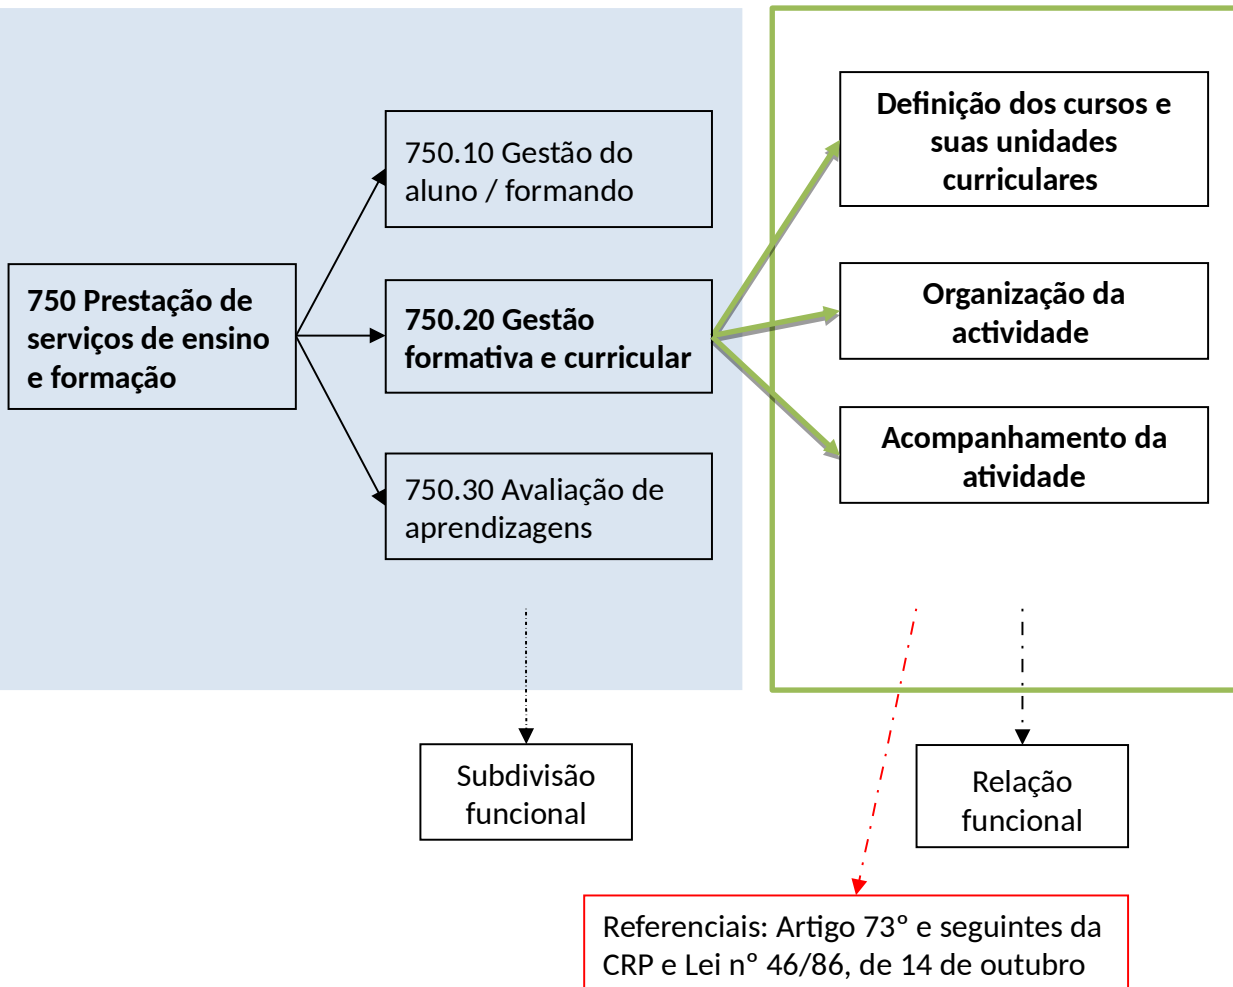 750 Prestação de
serviços de ensino
e formação
750.10 Gestão do
aluno / formando
750.20 Gestão
formativa e curricular
750.30 Avaliação de
aprendizagens
Definição dos cursos e
suas unidades
curriculares
Organização da
actividade
Acompanhamento da
atividade
Subdivisão
funcional
Relação
funcional
Referenciais: Artigo 73º e seguintes da
CRP e Lei nº 46/86, de 14 de outubro